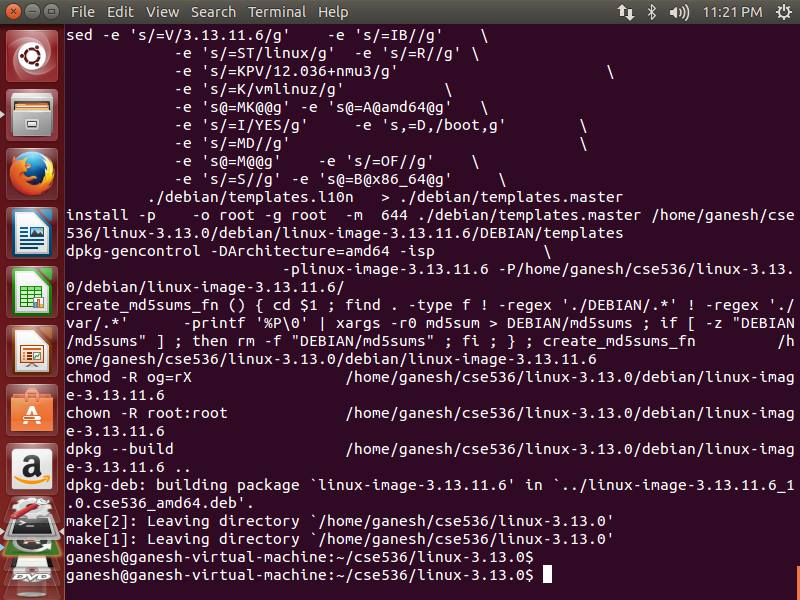 File Edit View Search Terminal Help 11:21 PM
sed -e 's/=V/3.13.11.6/g'    -e 's/=IB//g'    \
            -e 's/=ST/linux/g'  -e 's/=R//g' \
            -e 's/=KPV/12.036+nmu3/g'                       \
            -e 's/=K/vmlinuz/g'           \
            -e 's@=MK@@g' -e 's@=A@amd64@g'   \
            -e 's/=I/YES/g'     -e 's,=D,/boot,g'         \
            -e 's/=MD//g'                                \
            -e 's@=M@@g'    -e 's/=OF//g'    \
            -e 's/=S//g'  -e 's@=B@x86_64@g'     \
         ./debian/templates.l10n   > ./debian/templates.master
install -p    -o root -g root  -m  644 ./debian/templates.master /home/ganesh/cse
536/linux-3.13.0/debian/linux-image-3.13.11.6/DEBIAN/templates
dpkg-gencontrol -DArchitecture=amd64 -isp            \
                        -plinux-image-3.13.11.6 -P/home/ganesh/cse536/linux-3.13.
0/debian/linux-image-3.13.11.6/
create_md5sums_fn () { cd $1 ; find . -type f ! -regex './DEBIAN/.*' ! -regex './
var/.*'      -printf '%P\0' | xargs -r0 md5sum > DEBIAN/md5sums ; if [ -z "DEBIAN
/md5sums" ] ; then rm -f "DEBIAN/md5sums" ; fi ; } ; create_md5sums_fn         /h
ome/ganesh/cse536/linux-3.13.0/debian/linux-image-3.13.11.6
chmod -R og=rX                 /home/ganesh/cse536/linux-3.13.0/debian/linux-imag
e-3.13.11.6
chown -R root:root             /home/ganesh/cse536/linux-3.13.0/debian/linux-imag
e-3.13.11.6
dpkg --build                   /home/ganesh/cse536/linux-3.13.0/debian/linux-imag
e-3.13.11.6 ..
dpkg-deb: building package `linux-image-3.13.11.6' in `../linux-image-3.13.11.6_1
.0.cse536_amd64.deb'.
make[2]: Leaving directory `/home/ganesh/cse536/linux-3.13.0'
make[1]: Leaving directory `/home/ganesh/cse536/linux-3.13.0'
ganesh@ganesh-virtual-machine:~/cse536/linux-3.13.0$
ganesh@ganesh-virtual-machine:~/cse536/linux-3.13.0$
A
a
>_
DVD